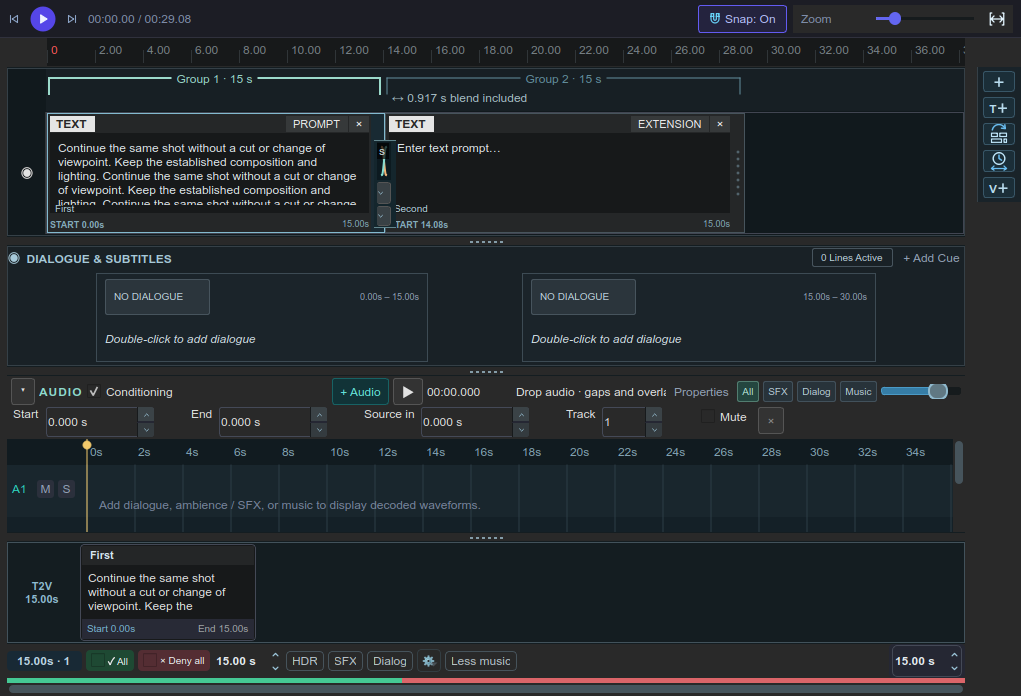 00:00.00 / 00:29.08
Snap: On
Zoom
0 2.00 4.00 6.00 8.00 10.00 12.00 14.00 16.00 18.00 20.00 22.00 24.00 26.00 28.00 30.00 32.00 34.00 36.00
Group 1 · 15 s
Group 2 · 15 s
↔ 0.917 s blend included
TEXT PROMPT ×
TEXT EXTENSION ×
Continue the same shot without a cut or change of
viewpoint. Keep the established composition and
lighting. Continue the same shot without a cut or change
of viewpoint. Keep the established composition and
lighting. Continue the same shot without a cut or change
First
START 0.00s 15.00s
S
Enter text prompt…
Second
TART 14.08s 15.00s
+
T+
V+
DIALOGUE & SUBTITLES
0 Lines Active
+ Add Cue
NO DIALOGUE 0.00s – 15.00s
Double-click to add dialogue
NO DIALOGUE 15.00s – 30.00s
Double-click to add dialogue
AUDIO ✓ Conditioning
+ Audio
00:00.000
Drop audio · gaps and overla
Properties
All
SFX
Dialog
Music
Start 0.000 s
End 0.000 s
Source in 0.000 s
Track 1
Mute
×
0s 2s 4s 6s 8s 10s 12s 14s 16s 18s 20s 22s 24s 26s 28s 30s 32s 34s
A1 M S
Add dialogue, ambience / SFX, or music to display decoded waveforms.
T2V
15.00s
First
Continue the same shot
without a cut or change of
viewpoint. Keep the
Start 0.00s End 15.00s
15.00s · 1
✓ All
× Deny all
15.00 s
HDR
SFX
Dialog
Less music
15.00 s